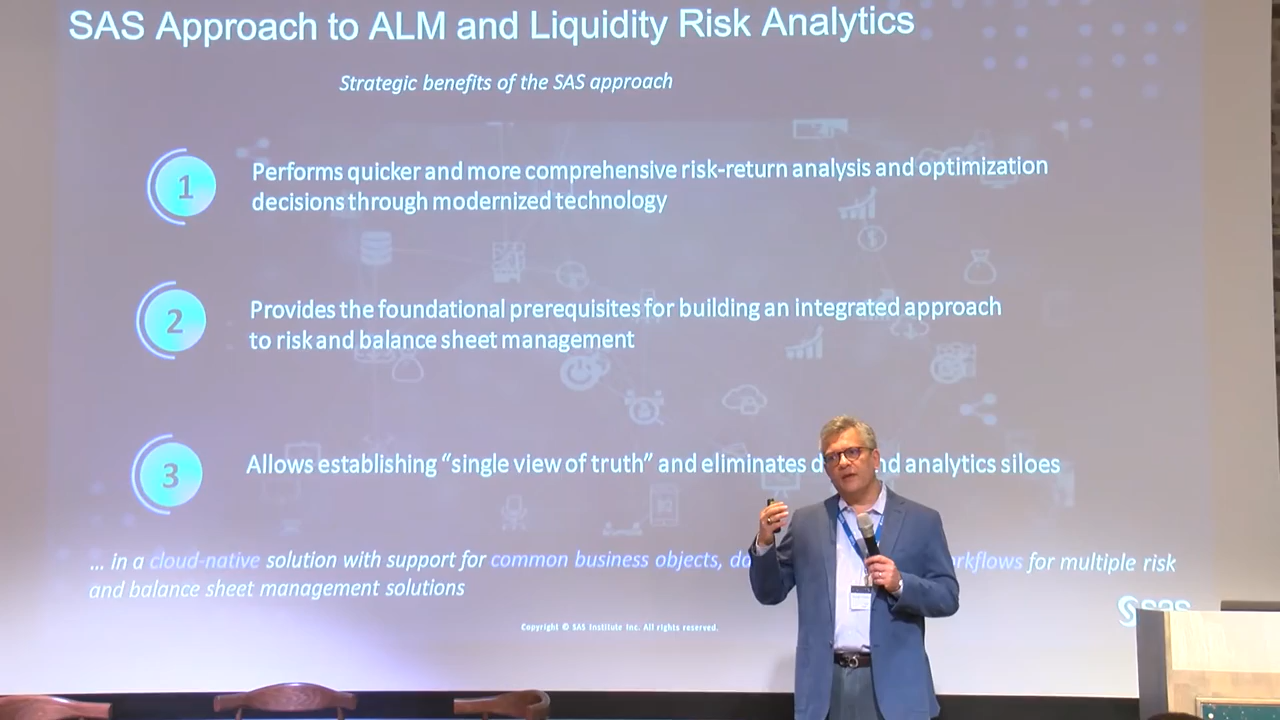 SAS Approach to ALM and Liquidity Risk Analytics
Strategic benefits of the SAS approach
1
Performs quicker and more comprehensive risk-return analysis and optimization
decisions through modernized technology
2
Provides the foundational prerequisites for building an integrated approach
to risk and balance sheet management
3
Allows establishing “single view of truth” and eliminates and analytics siloes
... in a cloud-native solution with support for common business objects, for multiple risk
and balance sheet management solutions
Copyright © SAS Institute Inc. All rights reserved.